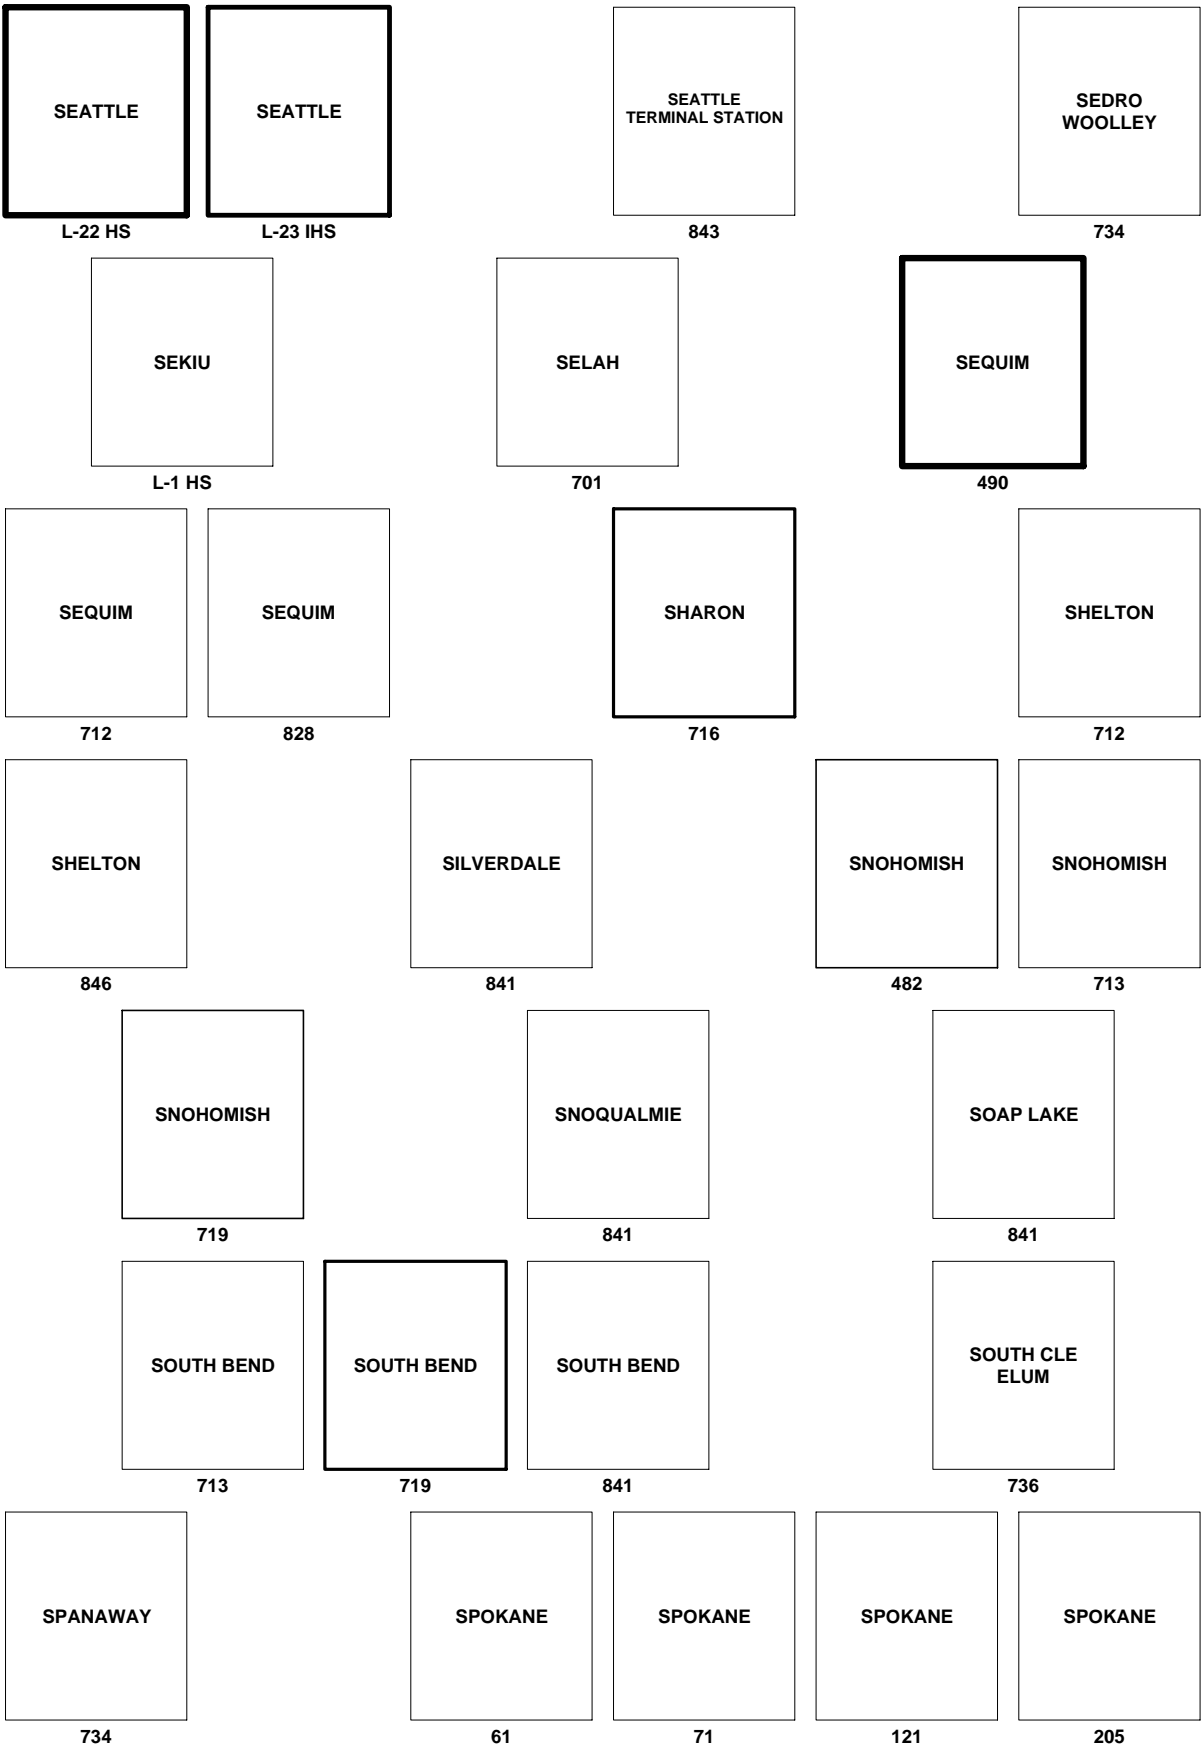 SEATTLE
L-22 HS
SEATTLE
L-23 IHS
SEATTLE
TERMINAL STATION
843
SEDRO
WOOLLEY
734
SEKIU
L-1 HS
SELAH
701
SEQUIM
490
SEQUIM
712
SEQUIM
828
SHARON
716
SHELTON
712
SHELTON
846
SILVERDALE
841
SNOHOMISH
482
SNOHOMISH
713
SNOHOMISH
719
SNOQUALMIE
841
SOAP LAKE
841
SOUTH BEND
713
SOUTH BEND
719
SOUTH BEND
841
SOUTH CLE
ELUM
736
SPANAWAY
734
SPOKANE
61
SPOKANE
71
SPOKANE
121
SPOKANE
205